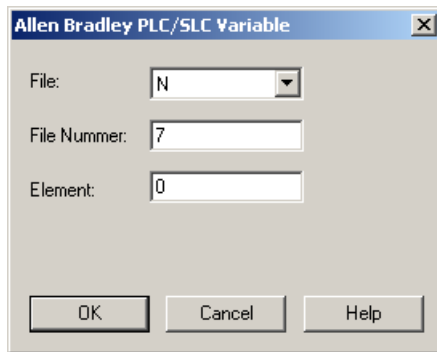 Allen Bradley PLC/SLC Variable
File: N
File Nummer: 7
Element: 0
OK Cancel Help